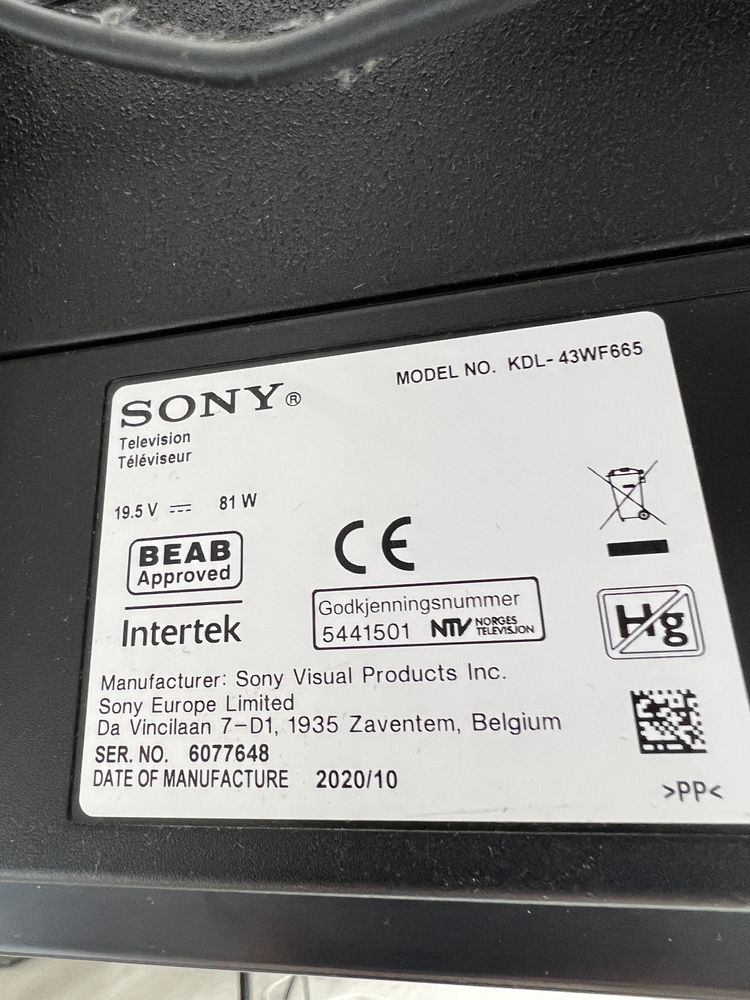 SONY®
MODEL NO. KDL-43WF665
Television
Téléviseur
19.5 V ⎓ 81 W
BEAB
Approved
CE
Intertek
Godkjenningsnummer
5441501 NTV NORGES TELEVISJON
Hg
Manufacturer: Sony Visual Products Inc.
Sony Europe Limited
Da Vincilaan 7-D1, 1935 Zaventem, Belgium
SER. NO. 6077648
DATE OF MANUFACTURE 2020/10
>PP<